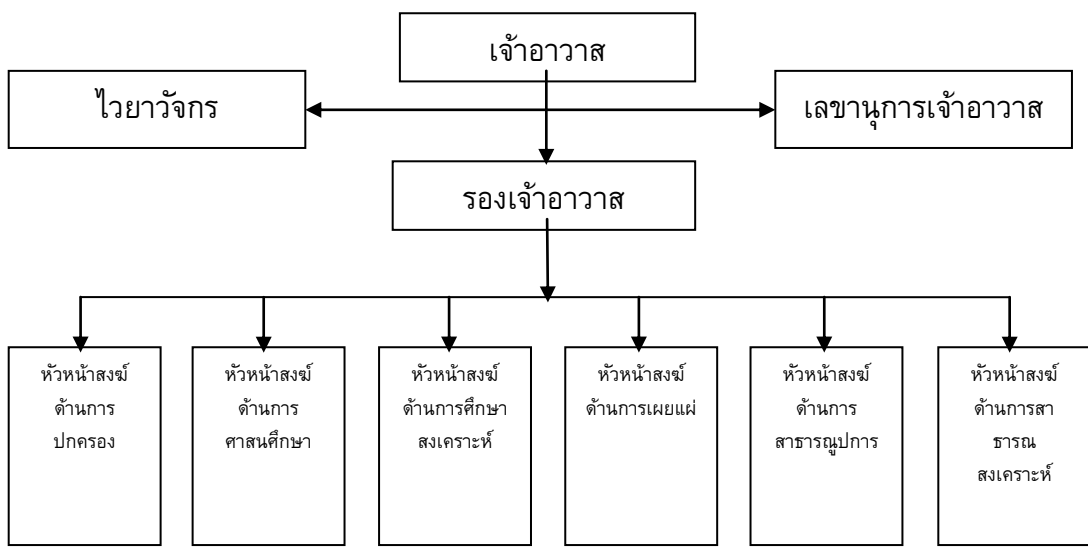 เจ้าอาวาส
ไวยาวัจกร
เลขานุการเจ้าอาวาส
รองเจ้าอาวาส
หัวหน้าสงฆ์
ด้านการ
ปกครอง
หัวหน้าสงฆ์
ด้านการ
ศาสนศึกษา
หัวหน้าสงฆ์
ด้านการศึกษา
สงเคราะห์
หัวหน้าสงฆ์
ด้านการเผยแผ่
หัวหน้าสงฆ์
ด้านการ
สาธารณูปการ
หัวหน้าสงฆ์
ด้านการสา
ธารณ
สงเคราะห์